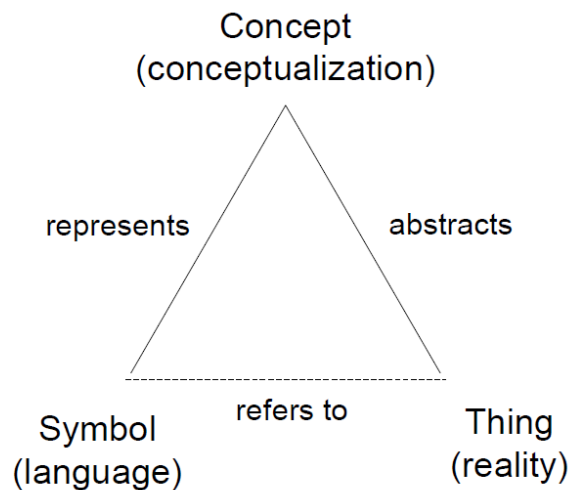 Concept
(conceptualization)
represents
abstracts
refers to
Symbol
(language)
Thing
(reality)